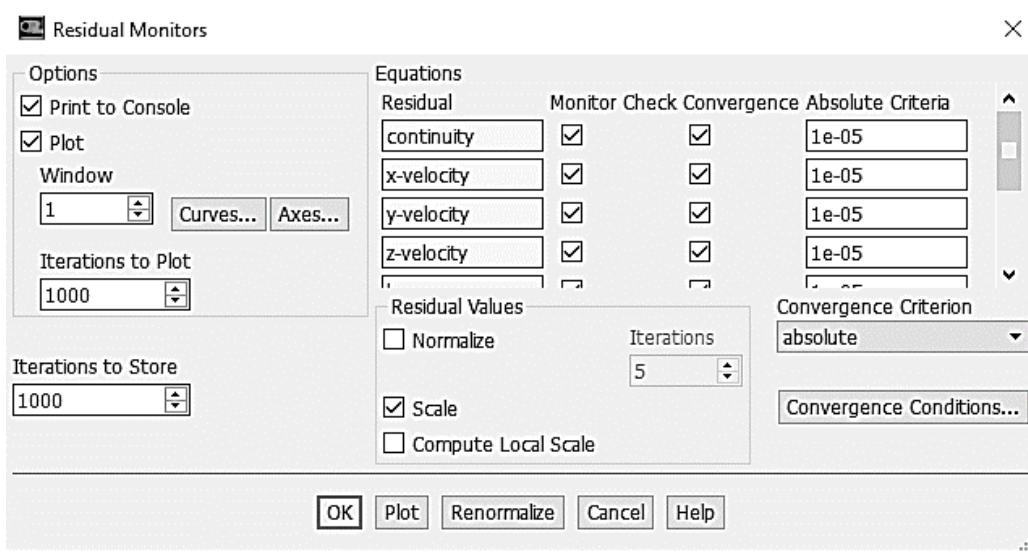 Residual Monitors
Options
Print to Console
Plot
Window
1
Curves... Axes...
Iterations to Plot
1000
Iterations to Store
1000
Equations
Residual Monitor Check Convergence Absolute Criteria
continuity 1e-05
x-velocity 1e-05
y-velocity 1e-05
z-velocity 1e-05
Residual Values
Normalize
Iterations
5
Scale
Compute Local Scale
Convergence Criterion
absolute
Convergence Conditions...
OK Plot Renormalize Cancel Help